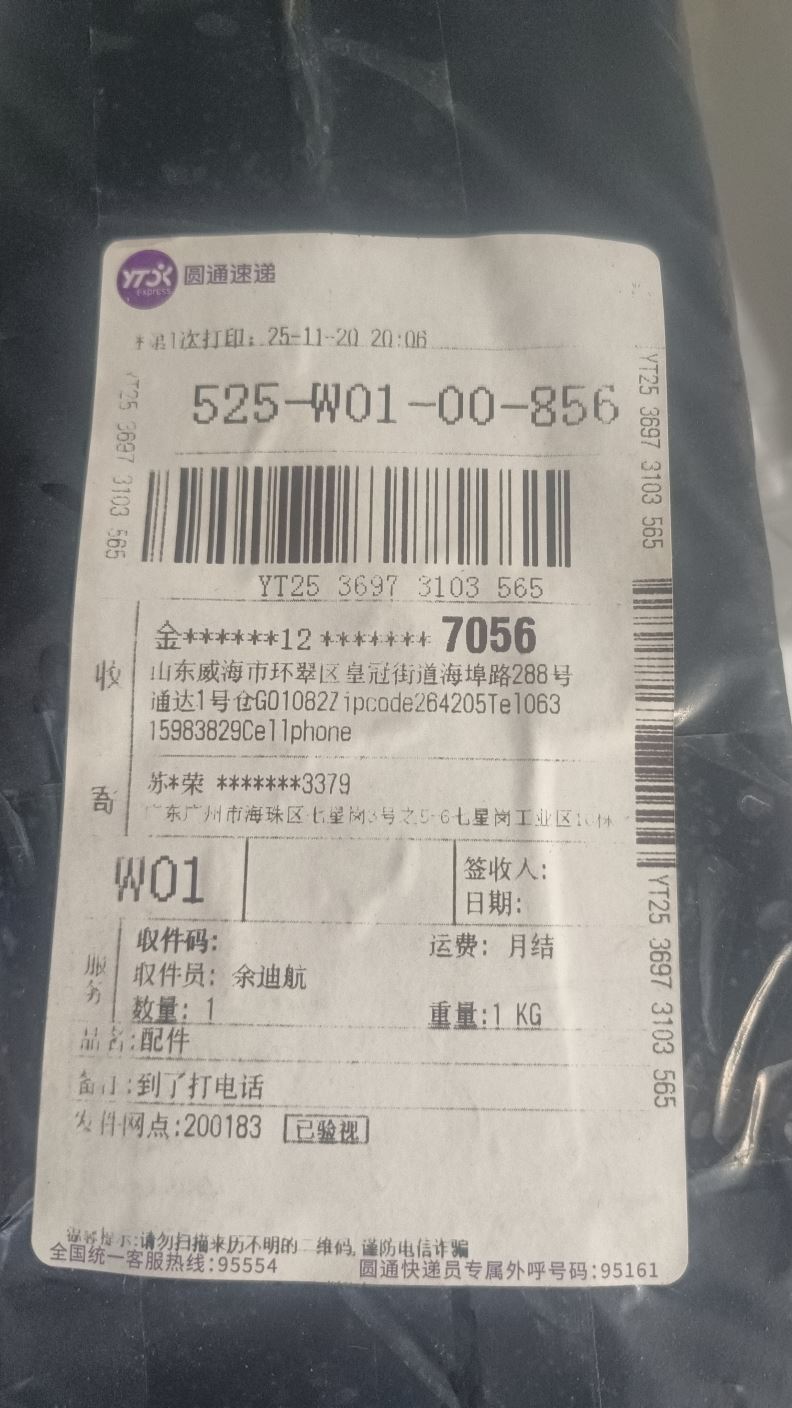 YTO express 圆通速递
第1次打印: 25-11-20 20:06
525-W01-00-856
YT25 3697 3103 565
YT25 3697 3103 565
YT25 3697 3103 565
收
金******12 ******* 7056
山东威海市环翠区皇冠街道海埠路288号
通达1号仓G01082Zipcode264205Tel063
15983829Cellphone
苏*荣 *******3379
广东广州市海珠区七星岗3号之5-6七星岗工业区10栋
W01
签收人:
日期:
服务
收件码:
运费: 月结
取件员: 余迪航
数量: 1
重量:1 KG
品名:配件
备注:到了打电话
发件网点:200183 已验视
YT25 3697 3103 565
温馨提示:请勿扫描来历不明的二维码,谨防电信诈骗
全国统一客服热线:95554
圆通快递员专属外呼号码:95161